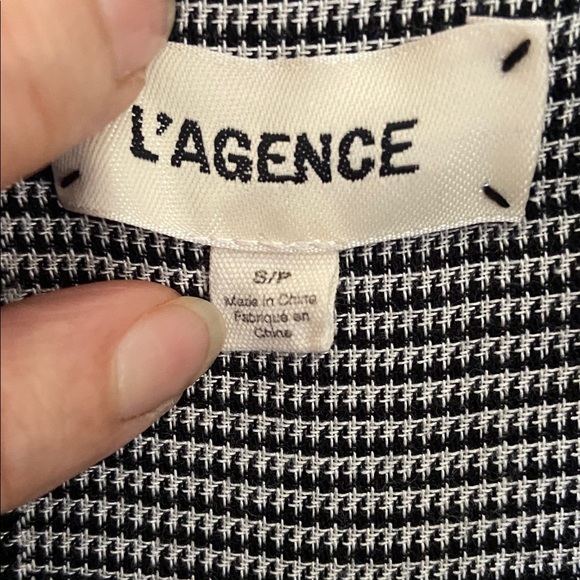 L'AGENCE
S/P
Made in China
Fabriqué en
Chine